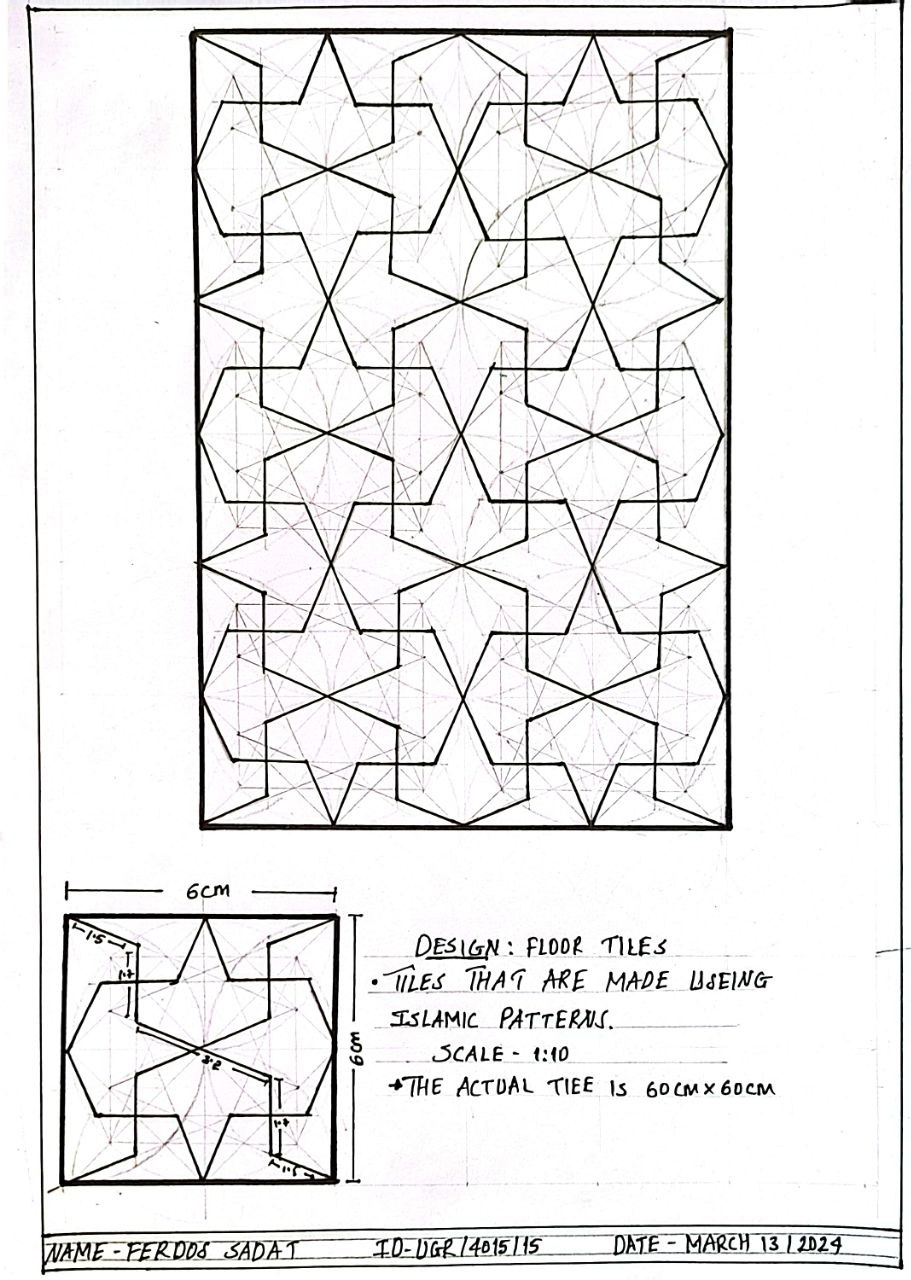 6cm
1.5
1.7
3.2
1.7
1.5
6cm
DESIGN: FLOOR TILES
• TILES THAT ARE MADE USEING
ISLAMIC PATTERNS.
SCALE - 1:10
→THE ACTUAL TIEE IS 60cm×60cm
NAME - FERDOS SADAT ID-UGR/4015/15 DATE - MARCH 13/2024